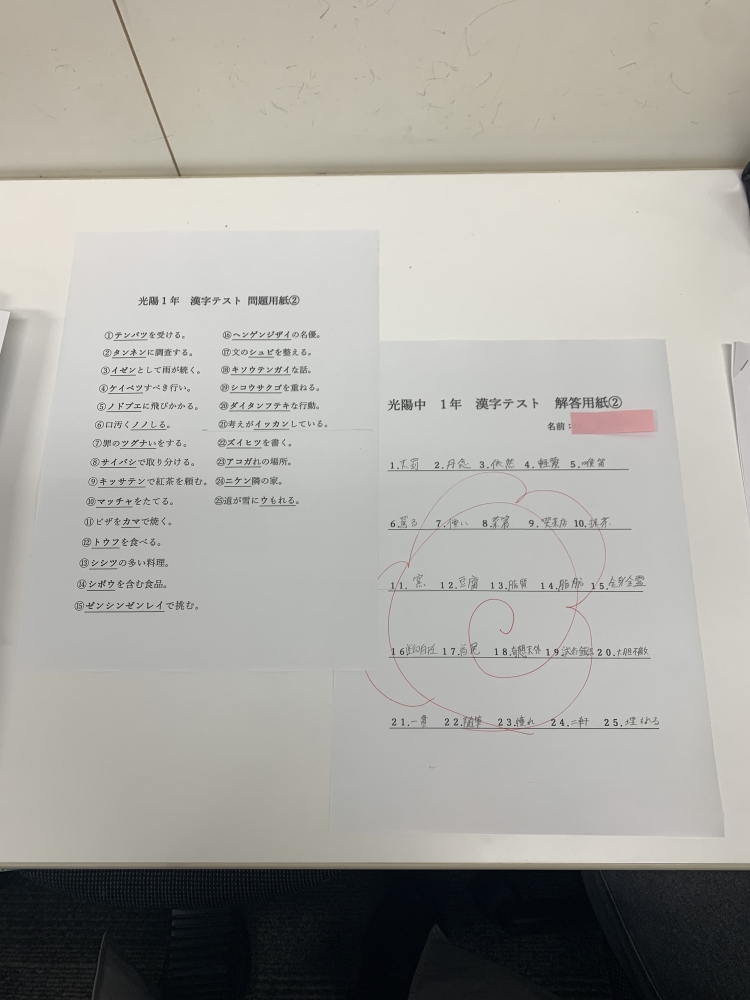 光陽1年 漢字テスト 問題用紙②
①テンバツを受ける。
②タンネンに調査する。
③イゼンとして雨が続く。
④ケイベツすべき行い。
⑤ノドブエに飛びかかる。
⑥口汚くノノしる。
⑦罪のツグナいをする。
⑧サイバシで取り分ける。
⑨キッサテンで紅茶を頼む。
⑩マッチャをたてる。
⑪ピザをカマで焼く。
⑫トウフを食べる。
⑬シシツの多い料理。
⑭シボウを含む食品。
⑮ゼンシンゼンレイで挑む。
⑯ヘンゲンジザイの名優。
⑰文のシュビを整える。
⑱キソウテンガイな話。
⑲シコウサクゴを重ねる。
⑳ダイタンフテキな行動。
㉑考えがイッカンしている。
㉒ズイヒツを書く。
㉓アコガれの場所。
㉔ニケン隣の家。
㉕道が雪にウもれる。
光陽中 1年 漢字テスト 解答用紙②
名前：
1.天罰 2.丹念 3.依然 4.軽蔑 5.喉笛
6.罵る 7.償い 8.菜箸 9.喫茶店 10.抹茶
11.窯 12.豆腐 13.脂質 14.脂肪 15.全身全霊
16 変幻自在 17.首尾 18.奇想天外 19.試行錯誤 20.大胆不敵
21.一貫 22.随筆 23.憧れ 24.二軒 25.埋もれる